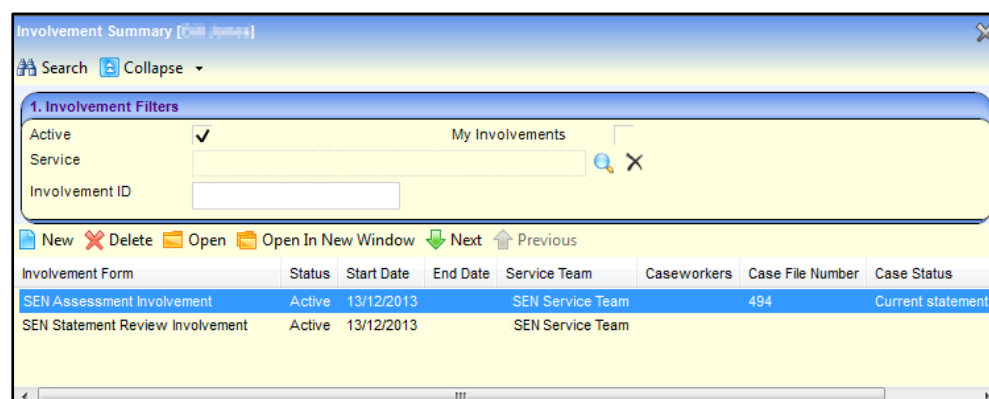 Involvement Summary [
Search Collapse
1. Involvement Filters
Active My Involvements
Service
Involvement ID
New Delete Open Open In New Window Next Previous
Involvement Form Status Start Date End Date Service Team Caseworkers Case File Number Case Status
SEN Assessment Involvement Active 13/12/2013 SEN Service Team 494 Current statement
SEN Statement Review Involvement Active 13/12/2013 SEN Service Team